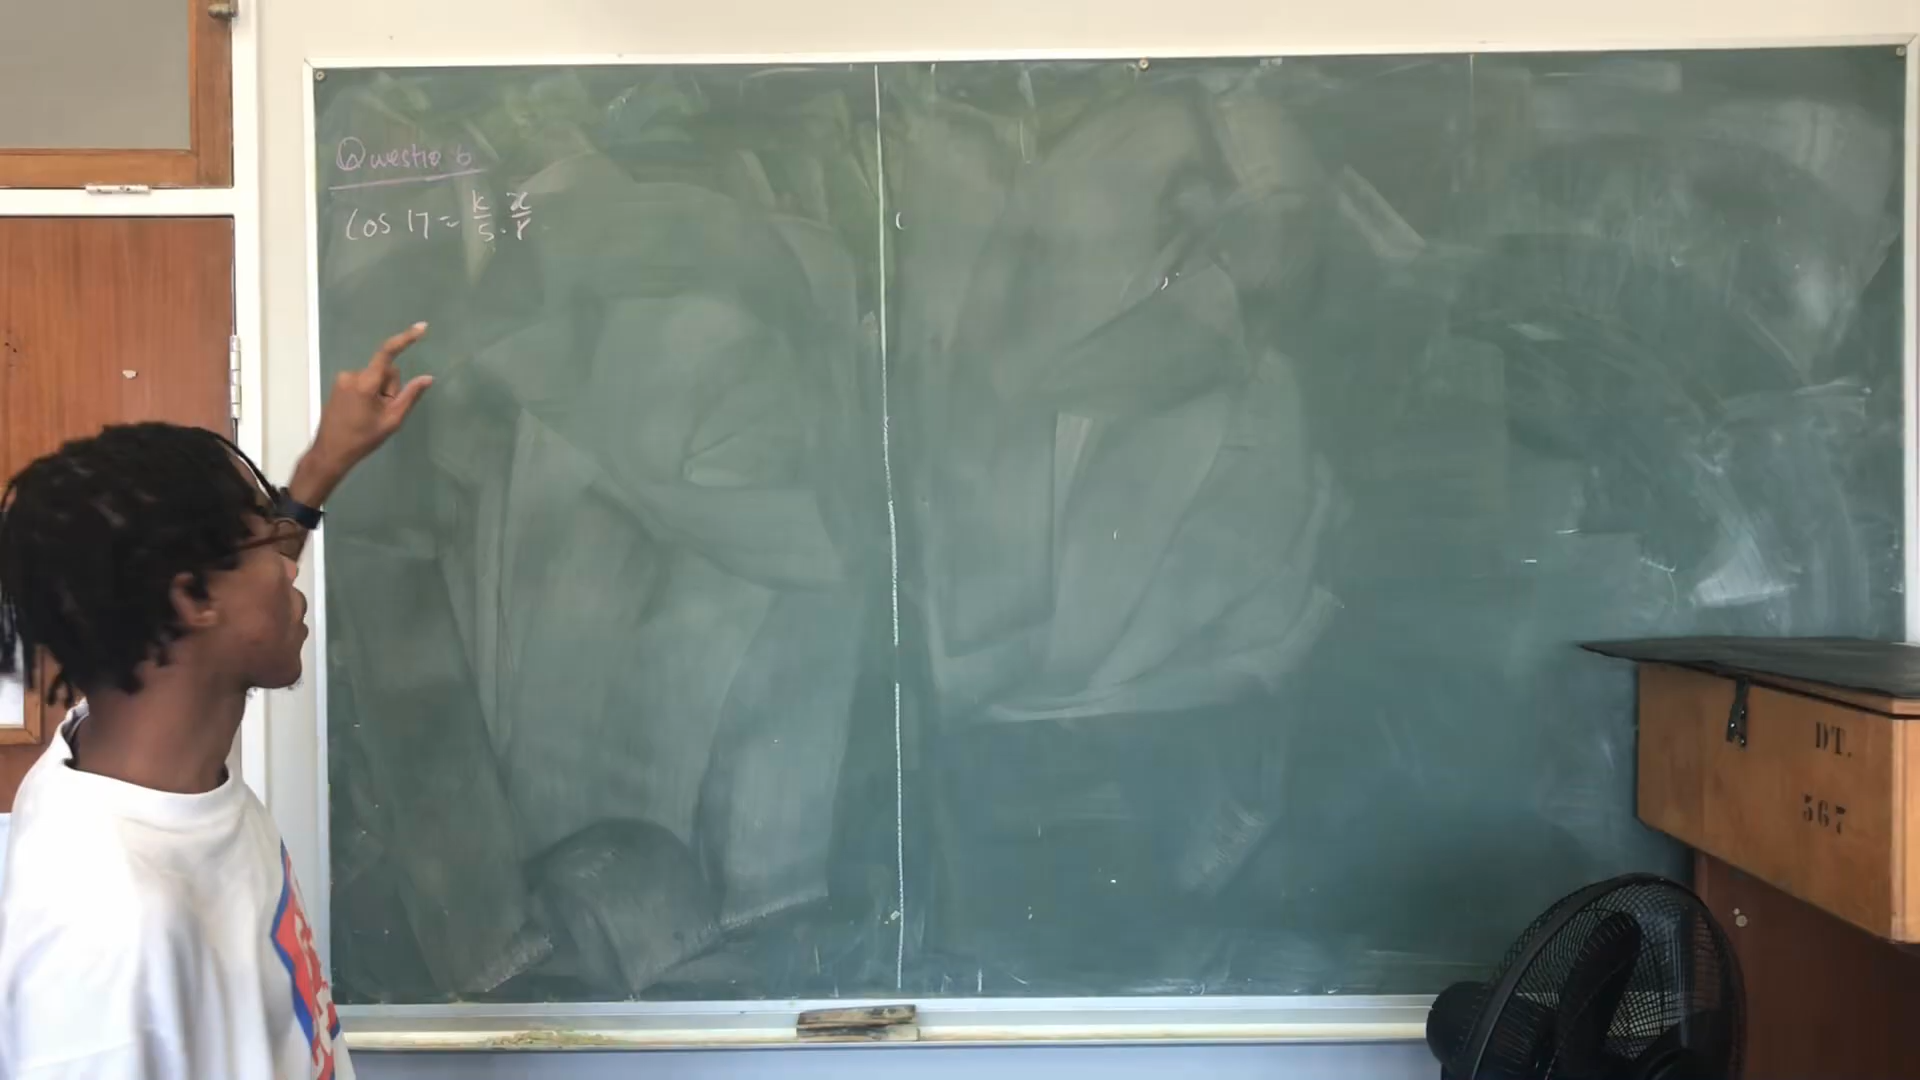 Questio 6
Cos 17 = k/5 · x/r
DT.
567